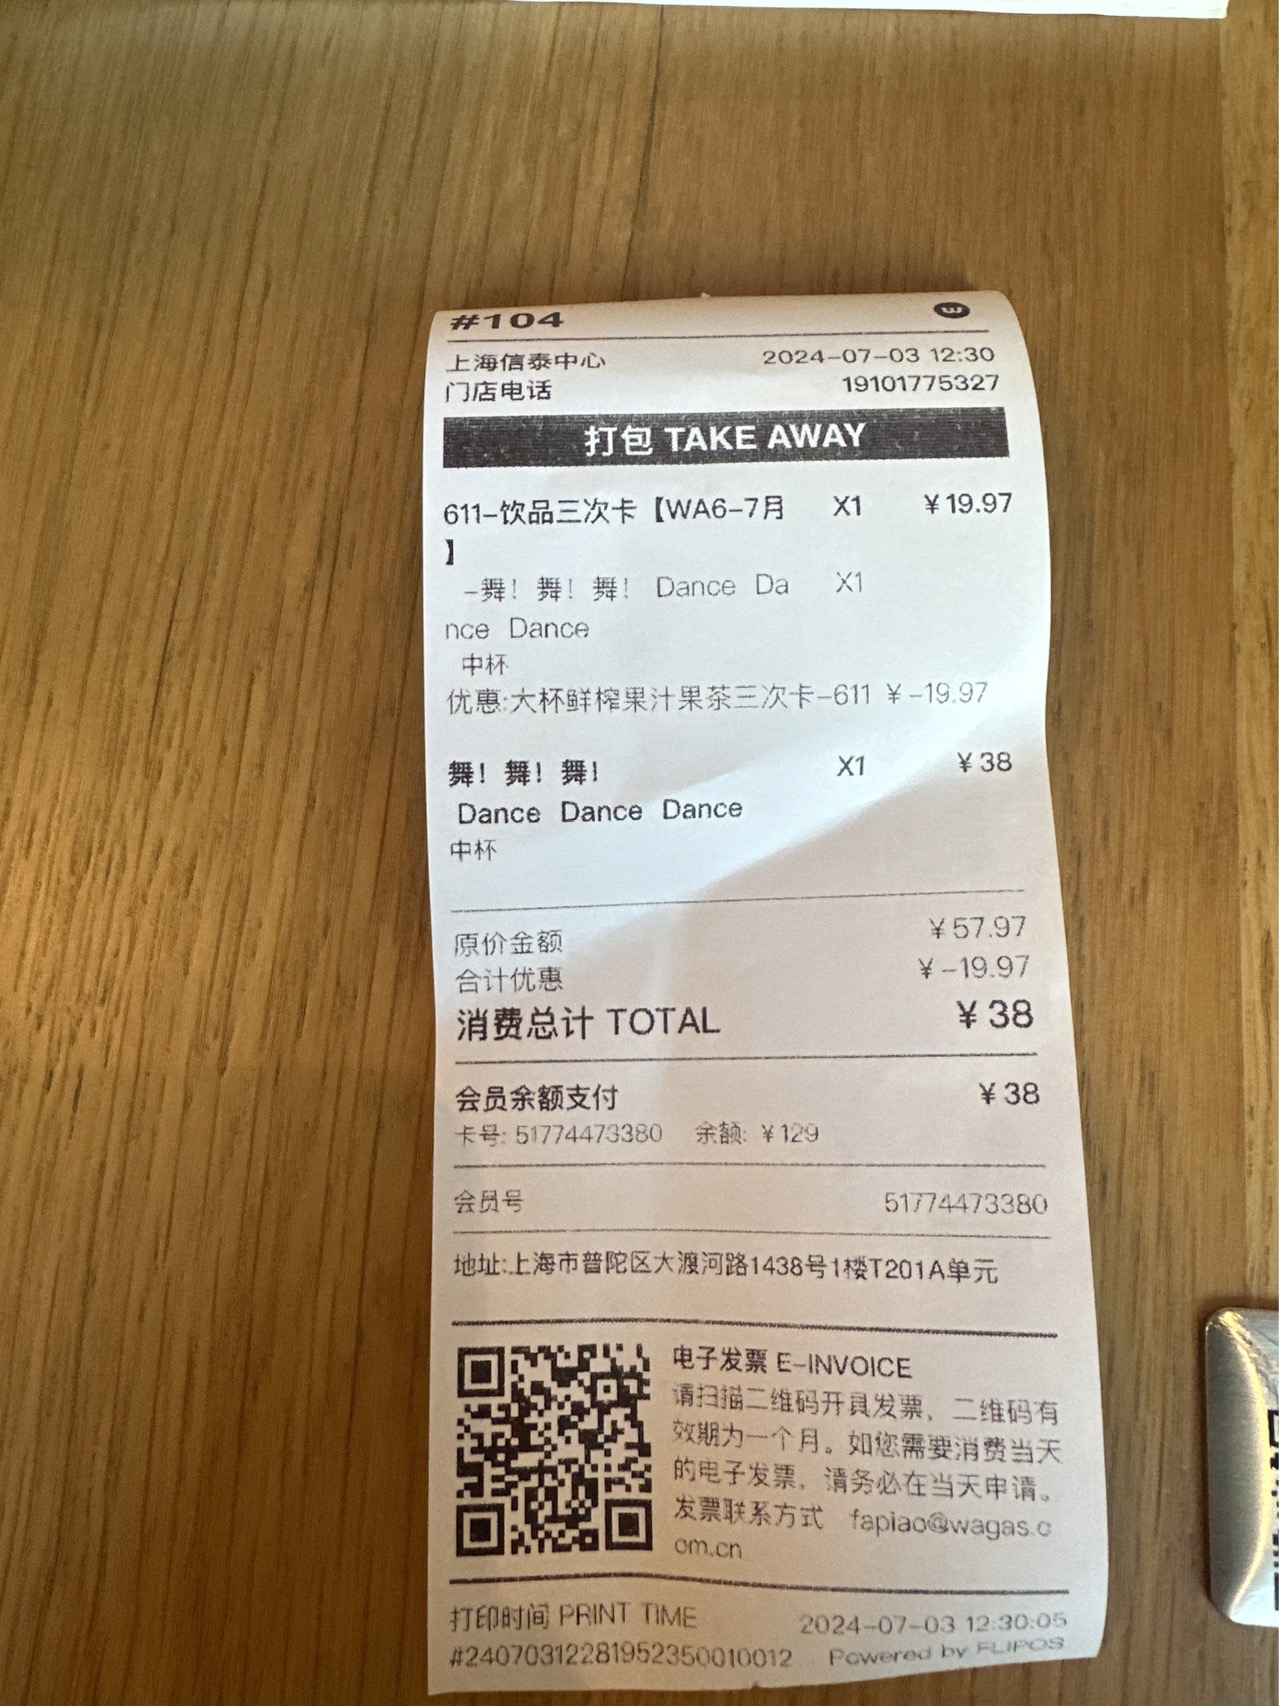 #104
上海信泰中心 2024-07-03 12:30
门店电话 19101775327
打包 TAKE AWAY
611-饮品三次卡【WA6-7月 X1 ￥19.97
】
-舞！舞！舞！ Dance Da X1
nce Dance
中杯
优惠:大杯鲜榨果汁果茶三次卡-611 ￥-19.97
舞！舞！舞！ X1 ￥38
Dance Dance Dance
中杯
原价金额 ￥57.97
合计优惠 ￥-19.97
消费总计 TOTAL ￥38
会员余额支付 ￥38
卡号: 51774473380 余额: ￥129
会员号 51774473380
地址:上海市普陀区大渡河路1438号1楼T201A单元
电子发票 E-INVOICE
请扫描二维码开具发票，二维码有
效期为一个月。如您需要消费当天
的电子发票，请务必在当天申请。
发票联系方式 fapiao@wagas.c
om.cn
打印时间 PRINT TIME 2024-07-03 12:30:05
#2407031228195235001​0012 Powered by FLIPOS